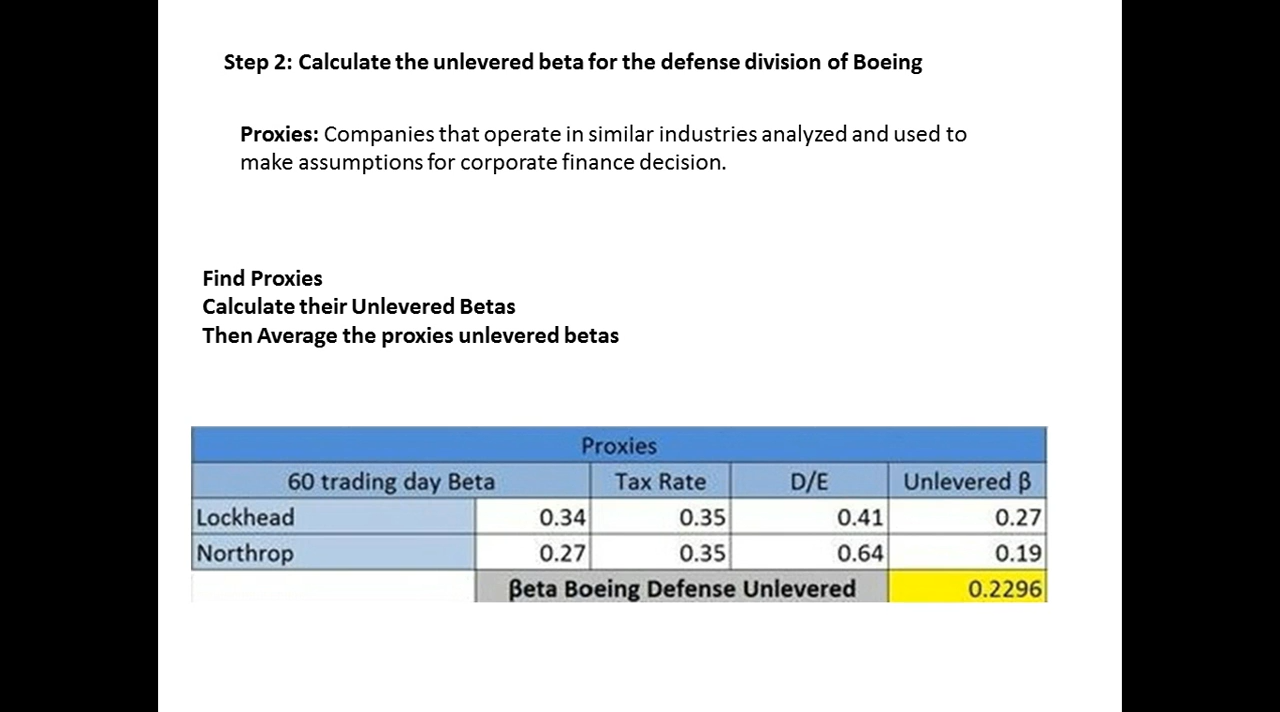 Step 2: Calculate the unlevered beta for the defense division of Boeing
Proxies: Companies that operate in similar industries analyzed and used to
make assumptions for corporate finance decision.
Find Proxies
Calculate their Unlevered Betas
Then Average the proxies unlevered betas
Proxies
60 trading day Beta Tax Rate D/E Unlevered β
Lockhead 0.34 0.35 0.41 0.27
Northrop 0.27 0.35 0.64 0.19
βeta Boeing Defense Unlevered 0.2296